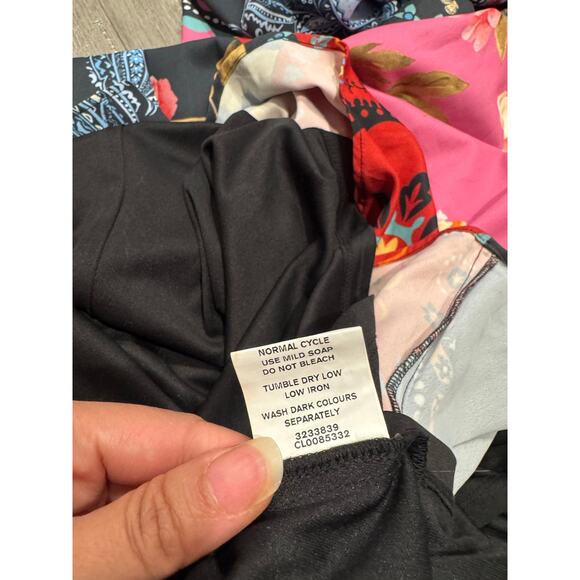 NORMAL CYCLE
USE MILD SOAP
DO NOT BLEACH
TUMBLE DRY LOW
LOW IRON
WASH DARK COLOURS
SEPARATELY
3233839
CL0085332